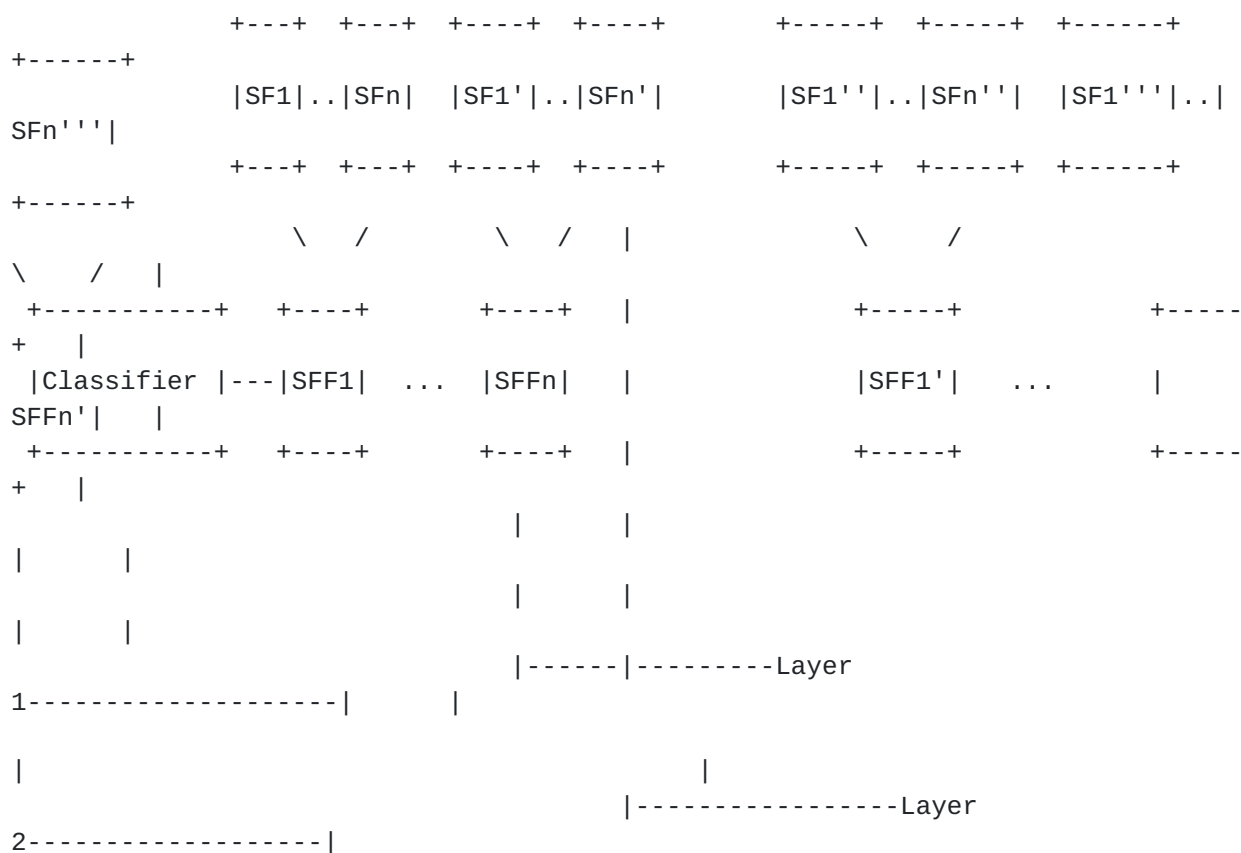 +---+  +---+  +----+  +----+       +-----+  +-----+  +------+
+------+
              |SF1|..|SFn|  |SF1'|..|SFn'|       |SF1''|..|SFn''|  |SF1'''|..|
SFn'''|
              +---+  +---+  +----+  +----+       +-----+  +-----+  +------+
+------+
                  \   /        \   /   |              \     /
\    /   |
 +-----------+   +----+       +----+   |              +-----+            +-----
+   |
 |Classifier |---|SFF1|  ...  |SFFn|   |              |SFF1'|   ...      |
SFFn'|   |
 +-----------+   +----+       +----+   |              +-----+            +-----
+   |
                                |      |
|      |
                                |      |
|      |
                                |------|---------Layer
1--------------------|      |

|                                           |
                                       |-----------------Layer
2-------------------|